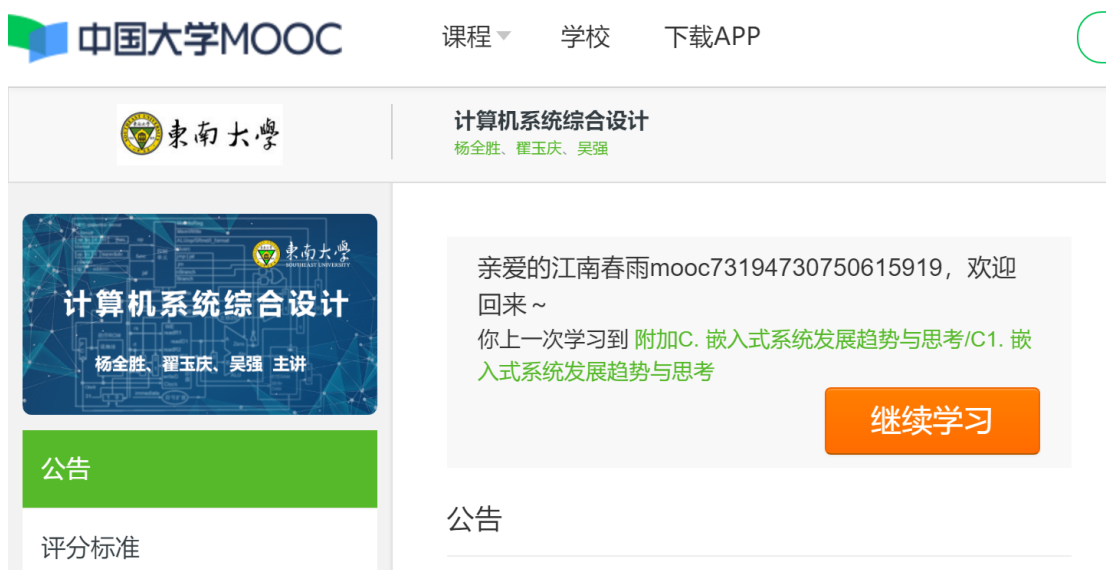 中国大学MOOC
课程 学校 下载APP
東南大學
计算机系统综合设计
杨全胜、翟玉庆、吴强
東南大學
SOUTHEAST UNIVERSITY
计算机系统综合设计
杨全胜、翟玉庆、吴强 主讲
亲爱的江南春雨mooc73194730750615919，欢迎
回来～
你上一次学习到 附加C. 嵌入式系统发展趋势与思考/C1. 嵌
入式系统发展趋势与思考
继续学习
公告
评分标准
公告